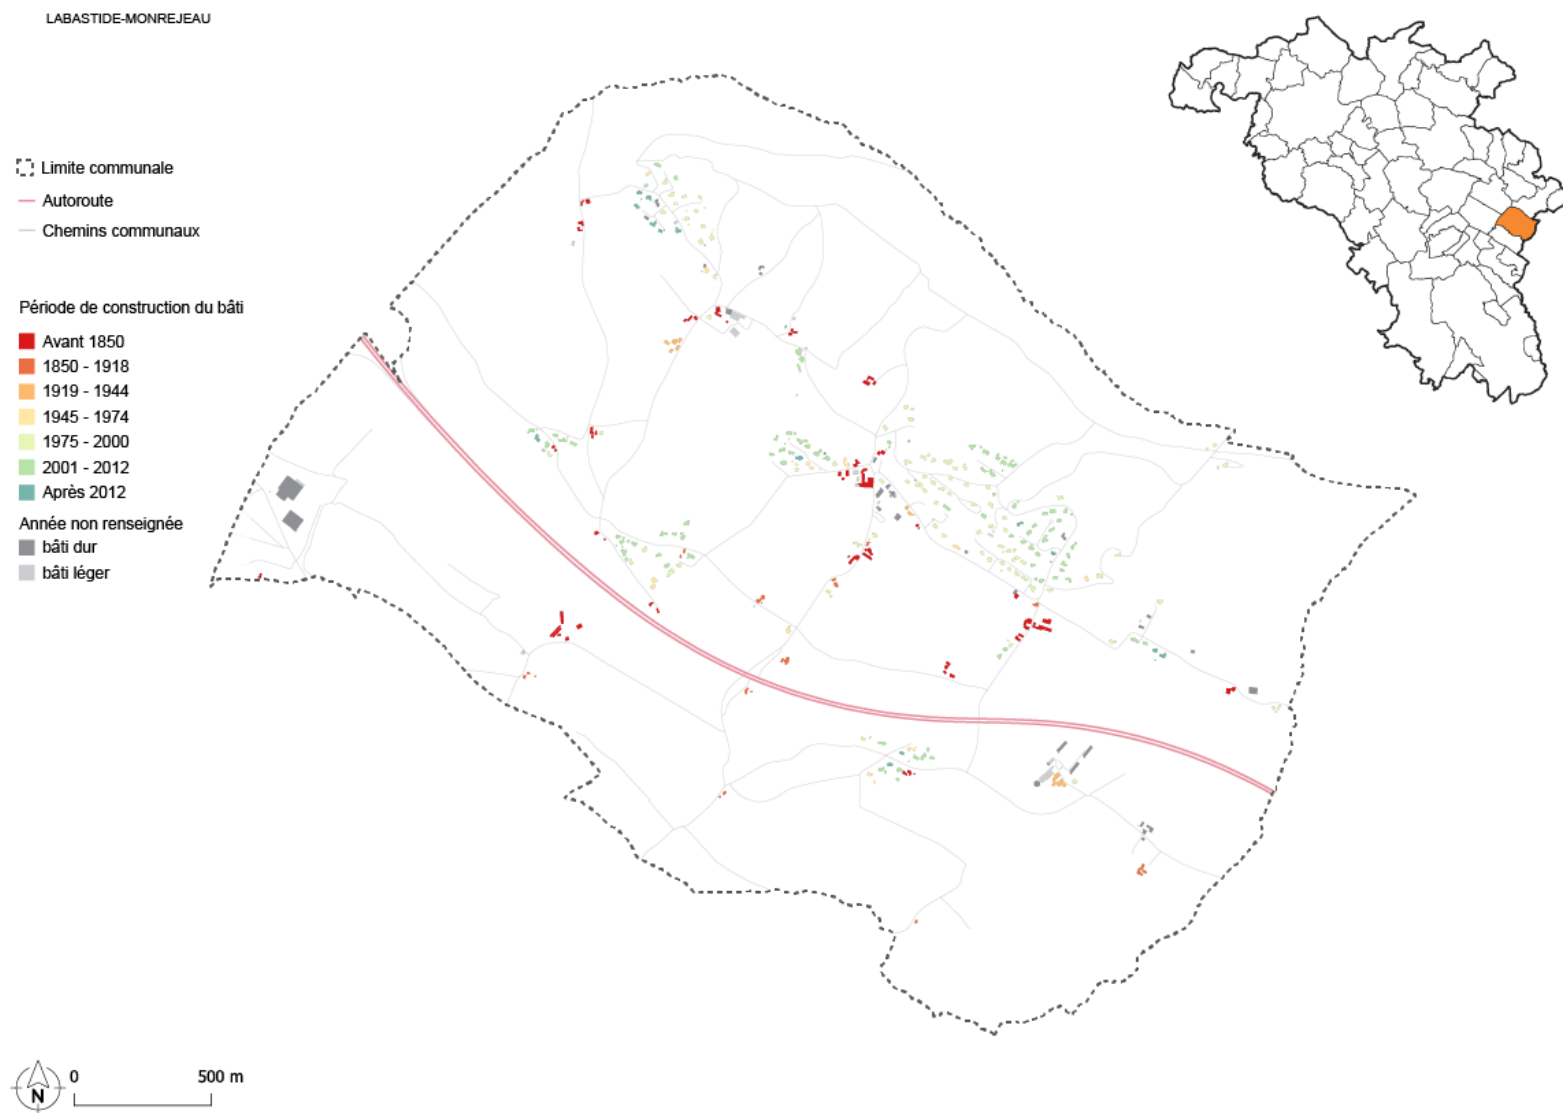 LABASTIDE-MONREJEAU
Limite communale
Autoroute
Chemins communaux
Période de construction du bâti
Avant 1850
1850 - 1918
1919 - 1944
1945 - 1974
1975 - 2000
2001 - 2012
Après 2012
Année non renseignée
bâti dur
bâti léger
N
0 500 m